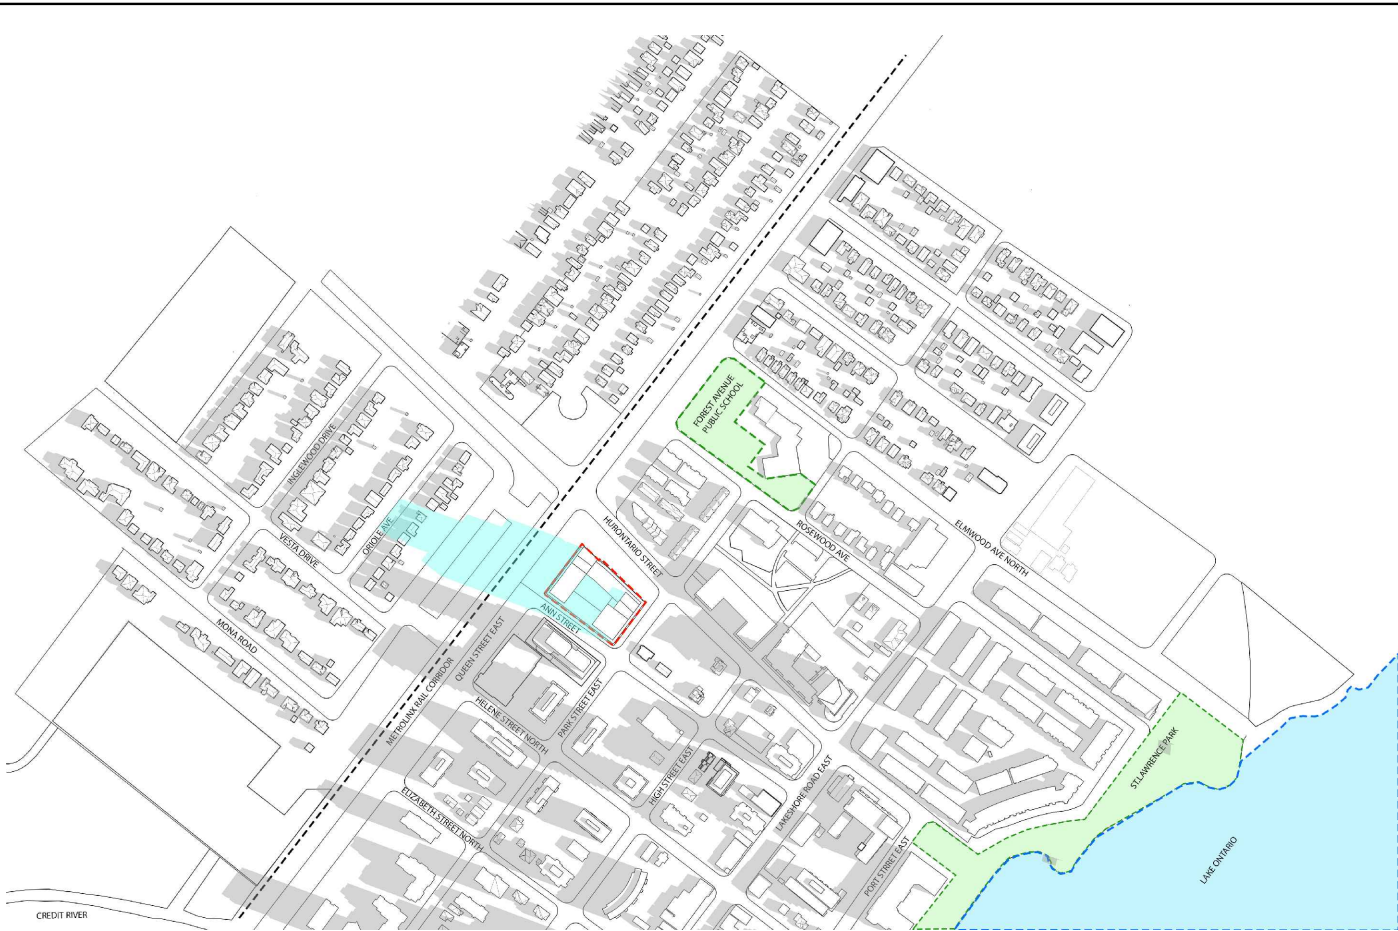 FOREST AVENUE
PUBLIC SCHOOL
INGLEWOOD DRIVE
HURONTARIO STREET
ROSEWOOD AVE
ELMWOOD AVE NORTH
ORIOLE AVE
VESTA DRIVE
MONA ROAD
ANN STREET
QUEEN STREET EAST
METROLINX RAIL CORRIDOR
HELENE STREET NORTH
PARK STREET EAST
HIGH STREET EAST
ELIZABETH STREET NORTH
LAKESHORE ROAD EAST
PORT STRRET EAST
ST.LAWRENCE PARK
LAKE ONTARIO
CREDIT RIVER